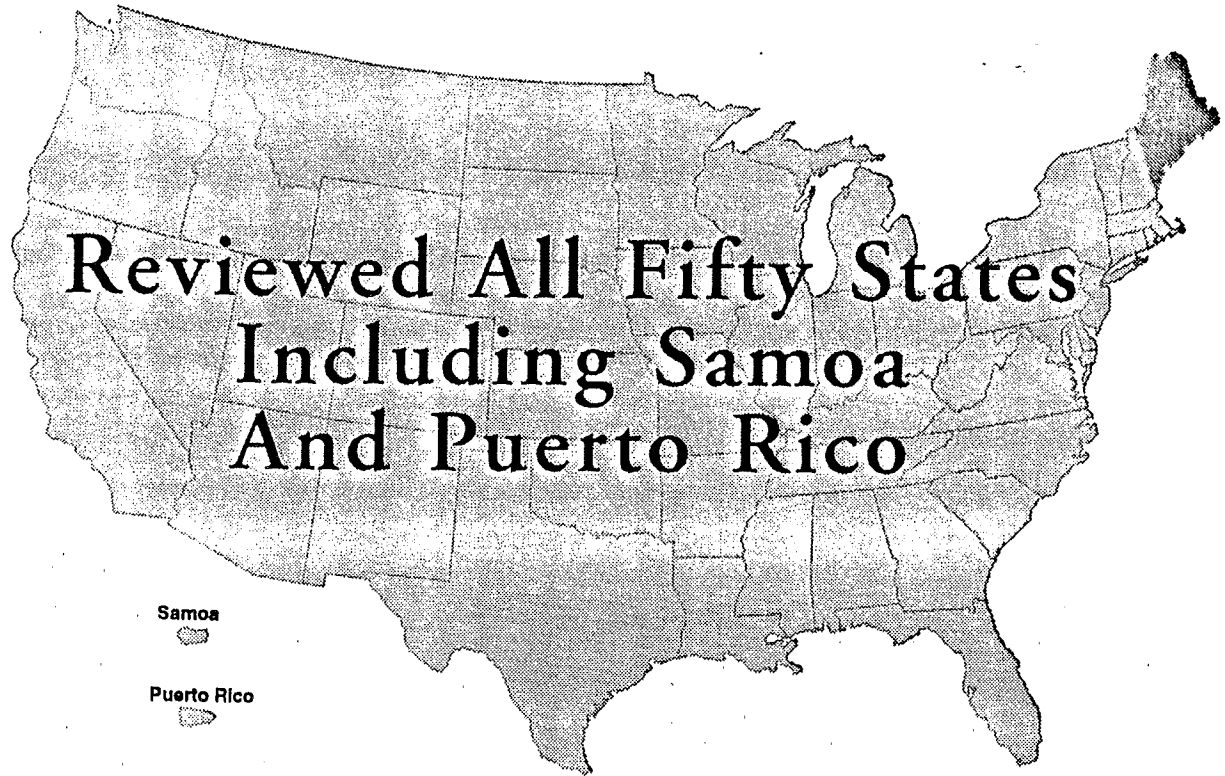 Reviewed All Fifty States
Including Samoa
And Puerto Rico
Samoa
Puerto Rico